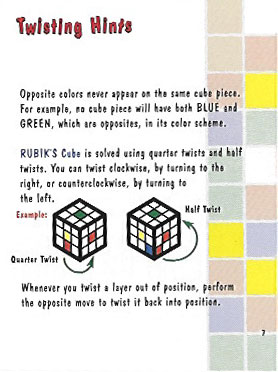 Twisting Hints
Opposite colors never appear on the same cube piece.
For example, no cube piece will have both BLUE and
GREEN, which are opposites, in its color scheme.
RUBIK'S Cube is solved using quarter twists and half
twists. You can twist clockwise, by turning to the
right, or counterclockwise, by turning to
the left.
Example:
Half Twist
Quarter Twist
Whenever you twist a layer out of position, perform
the opposite move to twist it back into position.
7